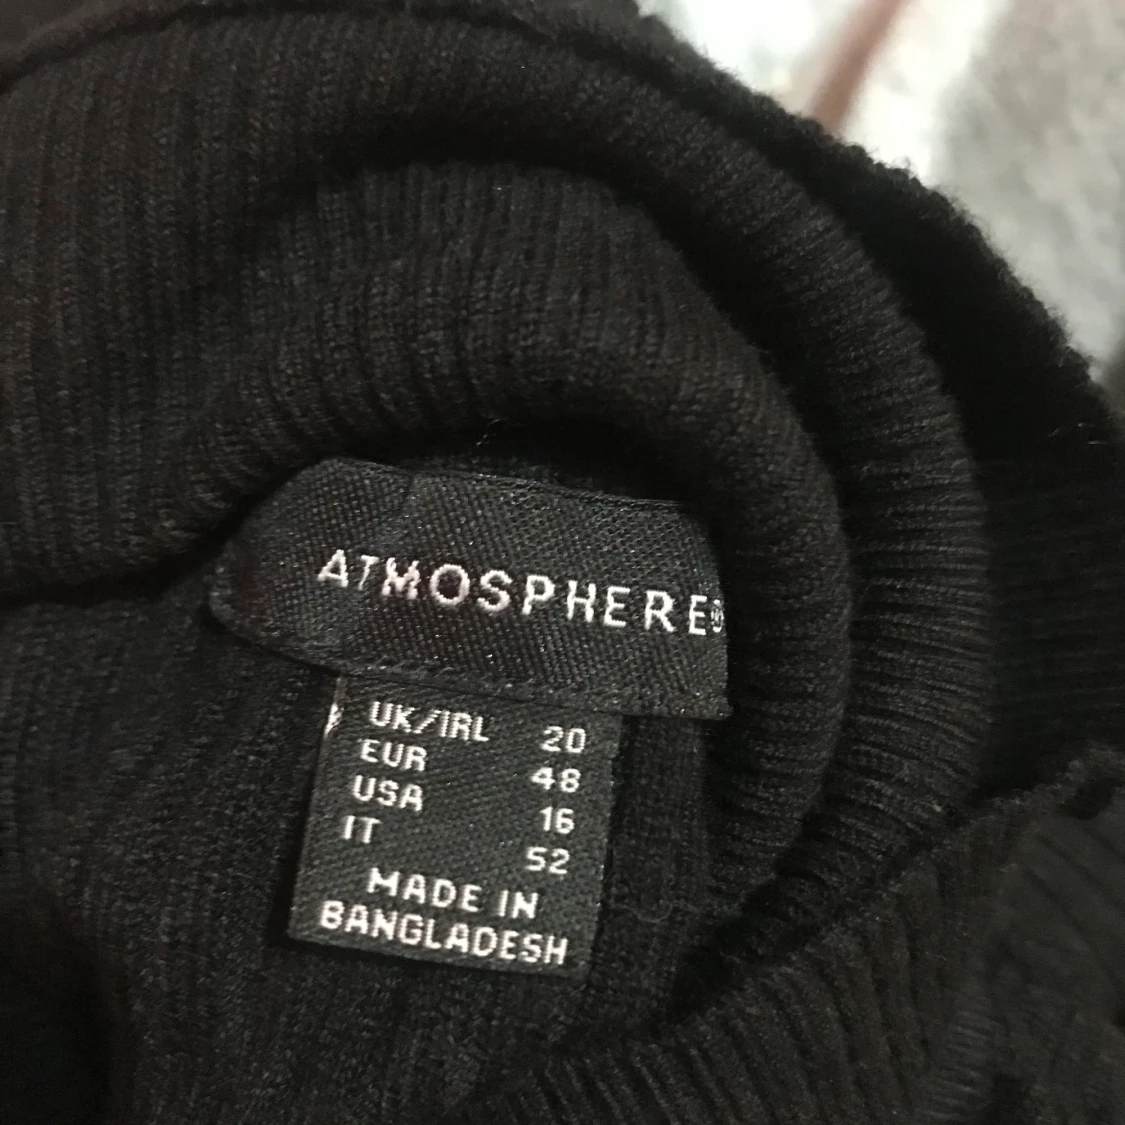 ATMOSPHERE®
UK/IRL 20
EUR 48
USA 16
IT 52
MADE IN
BANGLADESH